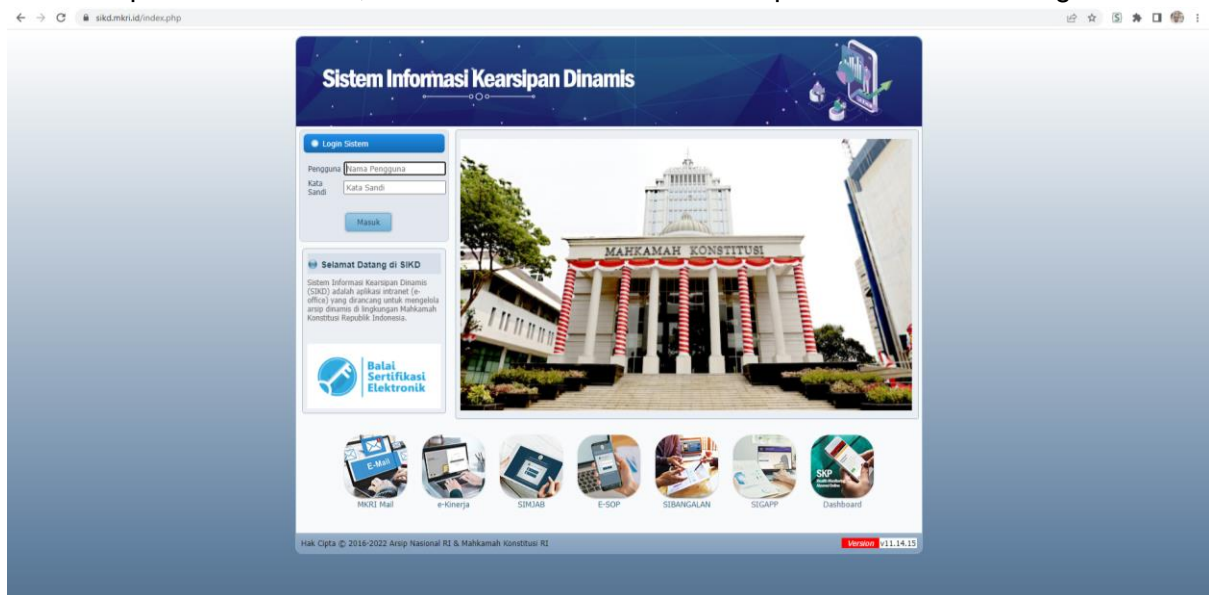 sikd.mkri.id/index.php
Sistem Informasi Kearsipan Dinamis
Login Sistem
Pengguna Nama Pengguna
Kata Sandi Kata Sandi
Masuk
Selamat Datang di SIKD
Sistem Informasi Kearsipan Dinamis
(SIKD) adalah aplikasi intranet (e-
office) yang dirancang untuk mengelola
arsip dinamis di lingkungan Mahkamah
Konstitusi Republik Indonesia.
Balai
Sertifikasi
Elektronik
MAHKAMAH KONSTITUSI
E-Mail
SKP
MKRI Mail e-Kinerja SIMJAB E-SOP SIBANGALAN SIGAPP Dashboard
Hak Cipta © 2016-2022 Arsip Nasional RI & Mahkamah Konstitusi RI
Version v11.14.15